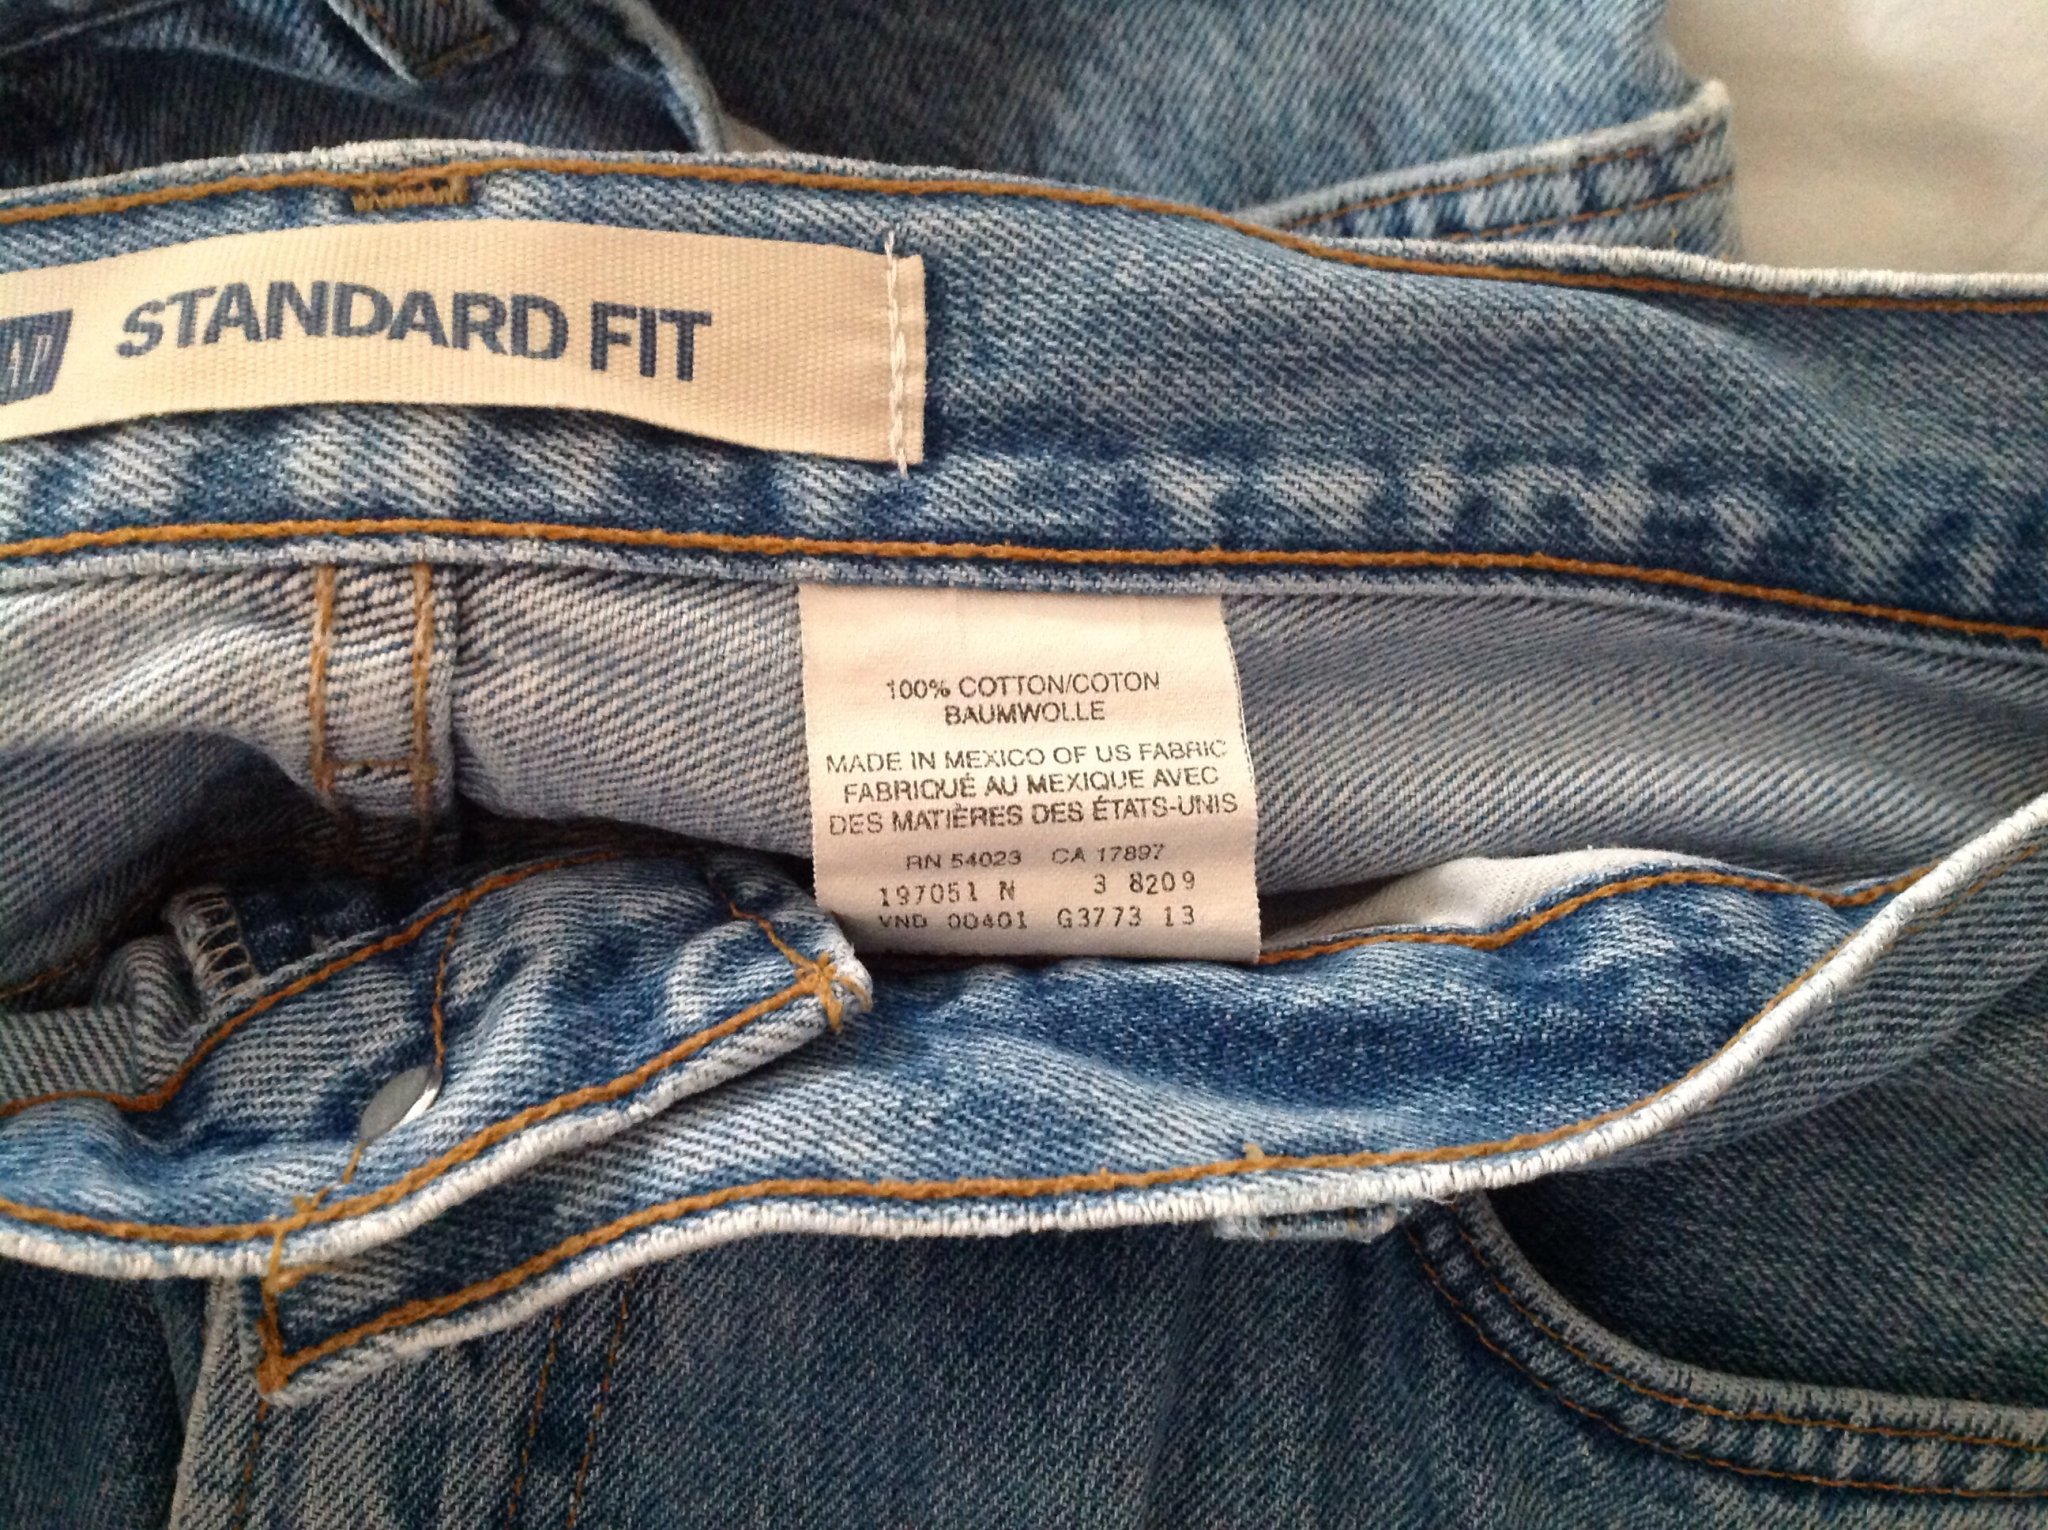 GAP STANDARD FIT
100% COTTON/COTON
BAUMWOLLE
MADE IN MEXICO OF US FABRIC
FABRIQUÉ AU MEXIQUE AVEC
DES MATIÈRES DES ÉTATS-UNIS
RN 54023 CA 17897
197051 N 3 8209
VND 00401 G3773 13